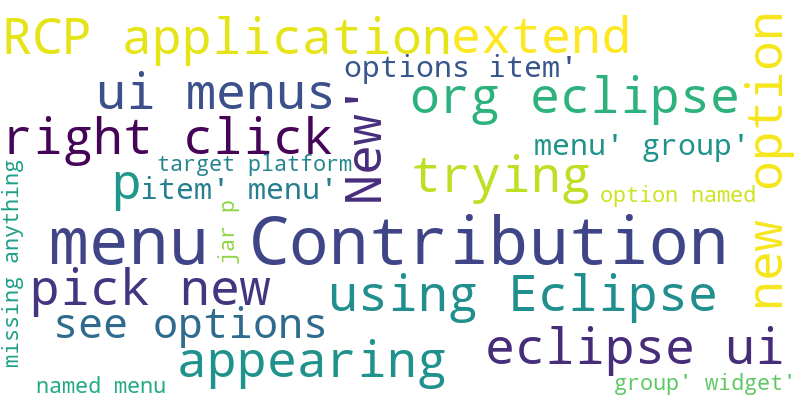 RCP application
extend
new option
options item'
ui menus
org eclipse
right click
New'
menu' group'
target platform
trying
p
item' menu'
option named
missing anything
jar p
menu Contribution
pick new
using Eclipse
see options
eclipse ui
appearing
named menu
group' widget'